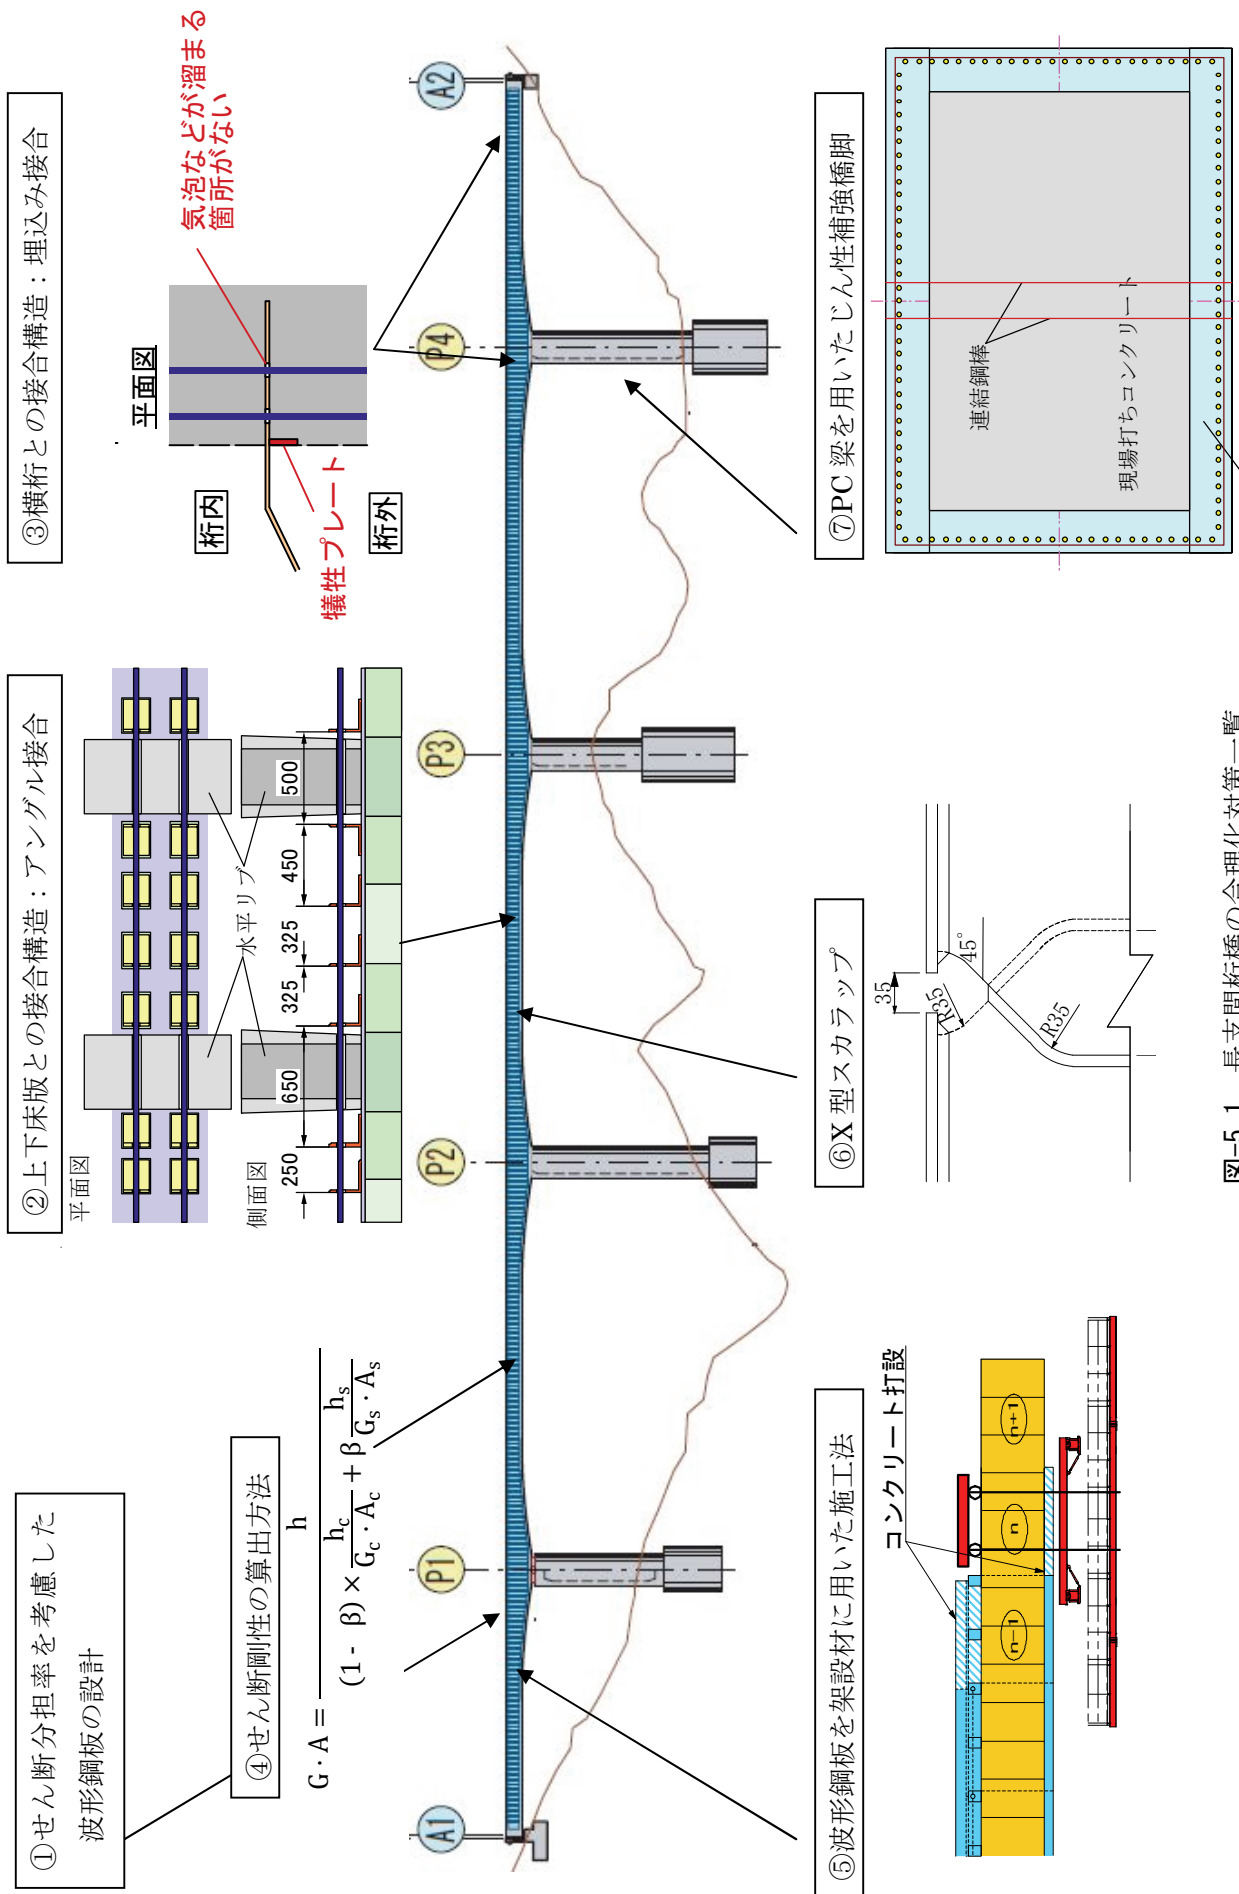 ①せん断分担率を考慮した
波形鋼板の設計
④せん断剛性の算出方法
G · A = h
(1 - β) × h_c / G_c · A_c + β h_s / G_s · A_s
②上下床版との接合構造：アングル接合
平面図
水平リブ
側面図
250
650
325
325
450
500
③横桁との接合構造：埋込み接合
平面図
桁内
桁外
犠牲プレート
気泡などが溜まる
箇所がない
A1
P1
P2
P3
P4
A2
⑤波形鋼板を架設材に用いた施工法
コンクリート打設
n-1
n
n+1
⑥X 型スカラップ
35
R35
45°
R35
⑦PC 梁を用いたじん性補強橋脚
連結鋼棒
現場打ちコンクリート
図-5.1 長支間桁橋の合理化対策一覧